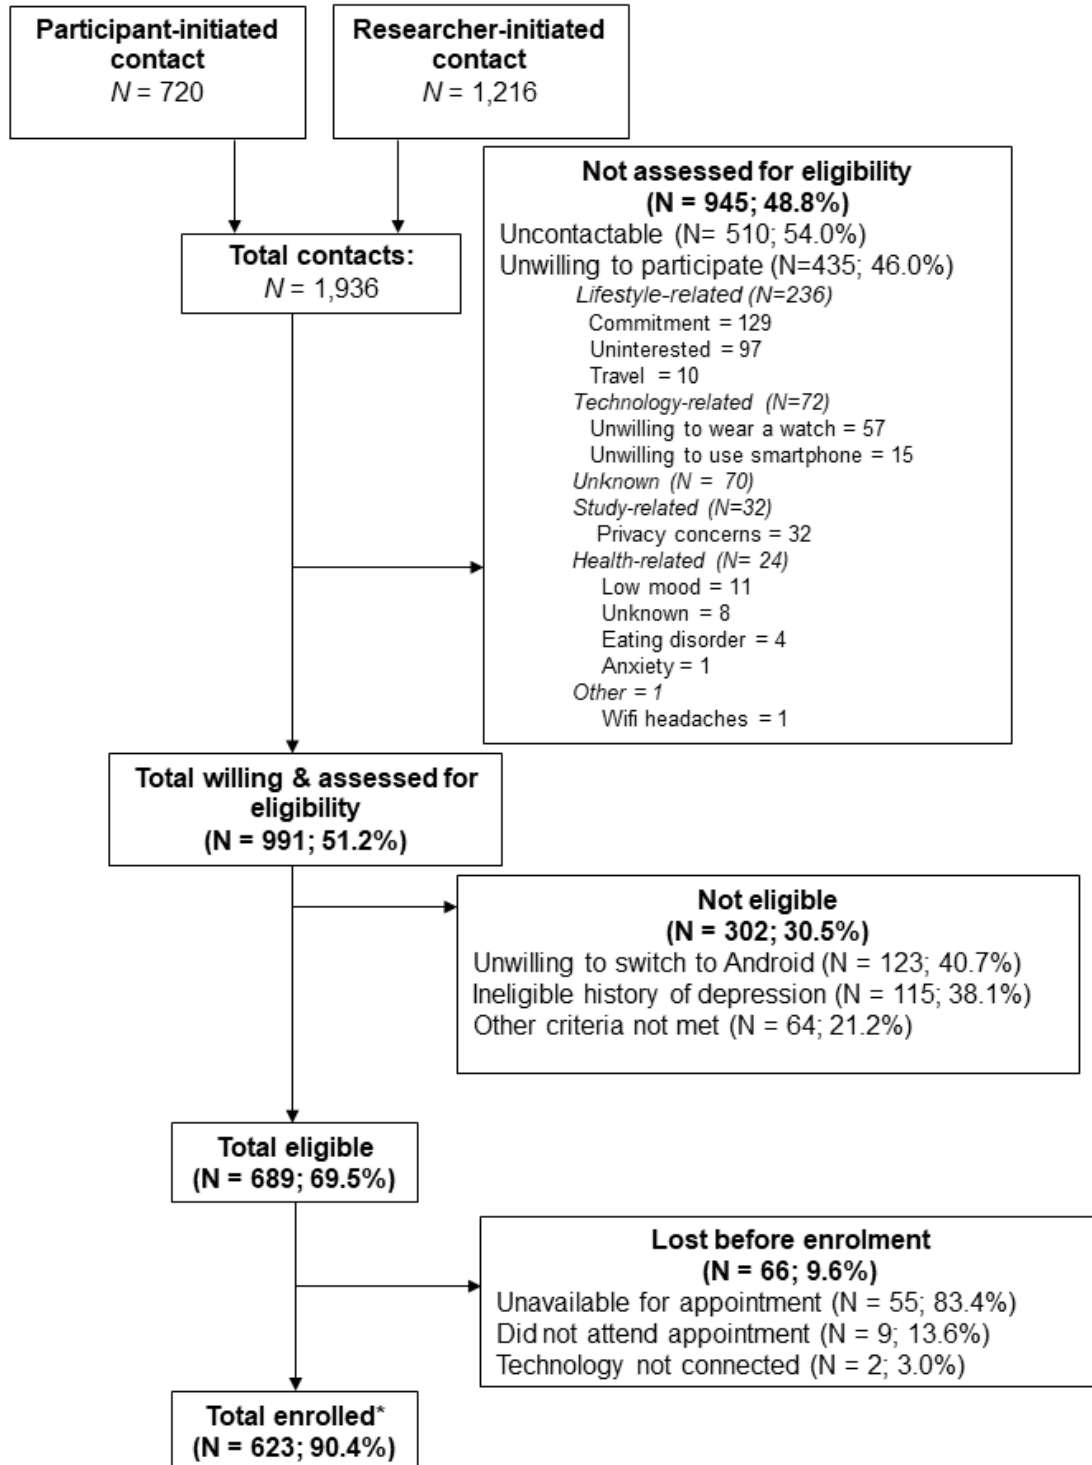 Participant-initiated
contact
N = 720
Researcher-initiated
contact
N = 1,216
Total contacts:
N = 1,936
Not assessed for eligibility
(N = 945; 48.8%)
Uncontactable (N= 510; 54.0%)
Unwilling to participate (N=435; 46.0%)
Lifestyle-related (N=236)
Commitment = 129
Uninterested = 97
Travel = 10
Technology-related (N=72)
Unwilling to wear a watch = 57
Unwilling to use smartphone = 15
Unknown (N = 70)
Study-related (N=32)
Privacy concerns = 32
Health-related (N= 24)
Low mood = 11
Unknown = 8
Eating disorder = 4
Anxiety = 1
Other = 1
Wifi headaches = 1
Total willing & assessed for
eligibility
(N = 991; 51.2%)
Not eligible
(N = 302; 30.5%)
Unwilling to switch to Android (N = 123; 40.7%)
Ineligible history of depression (N = 115; 38.1%)
Other criteria not met (N = 64; 21.2%)
Total eligible
(N = 689; 69.5%)
Lost before enrolment
(N = 66; 9.6%)
Unavailable for appointment (N = 55; 83.4%)
Did not attend appointment (N = 9; 13.6%)
Technology not connected (N = 2; 3.0%)
Total enrolled*
(N = 623; 90.4%)